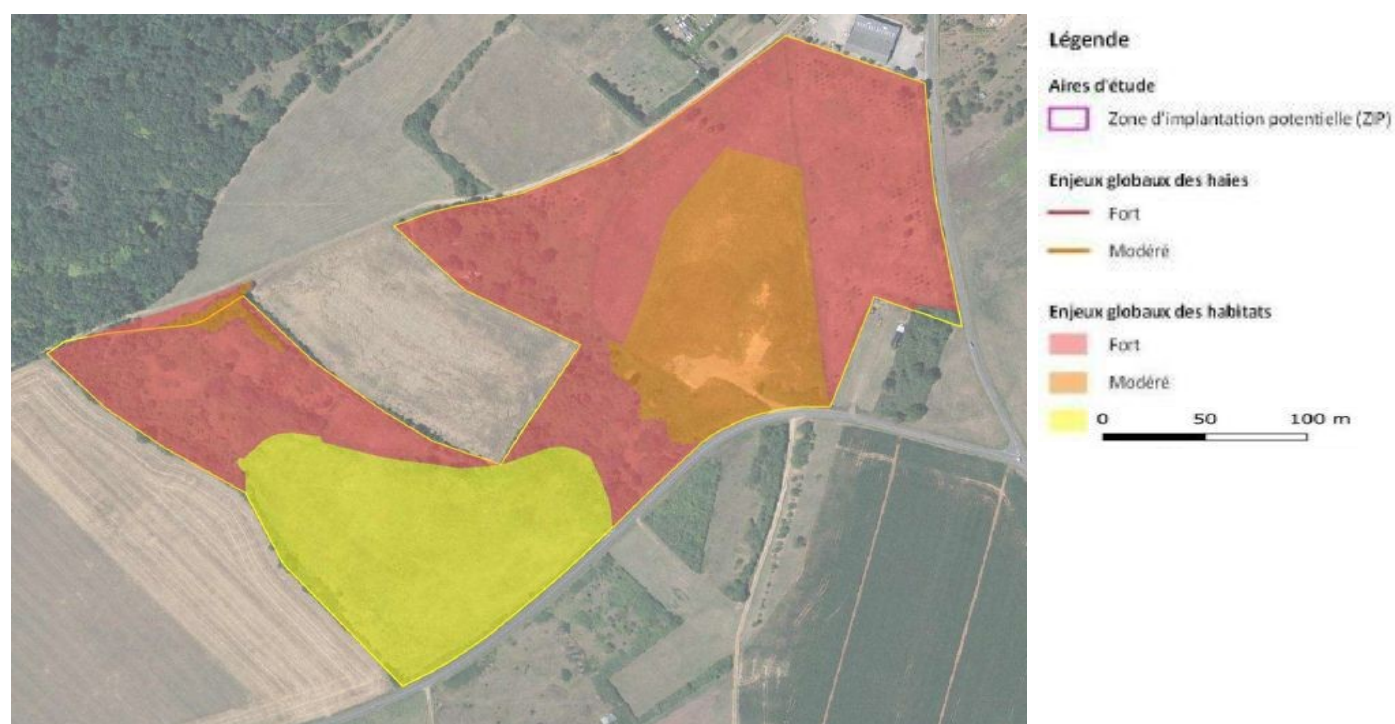 Légende
Aires d'étude
Zone d'implantation potentielle (ZIP)
Enjeux globaux des haies
Fort
Modéré
Enjeux globaux des habitats
Fort
Modéré
0 50 100 m